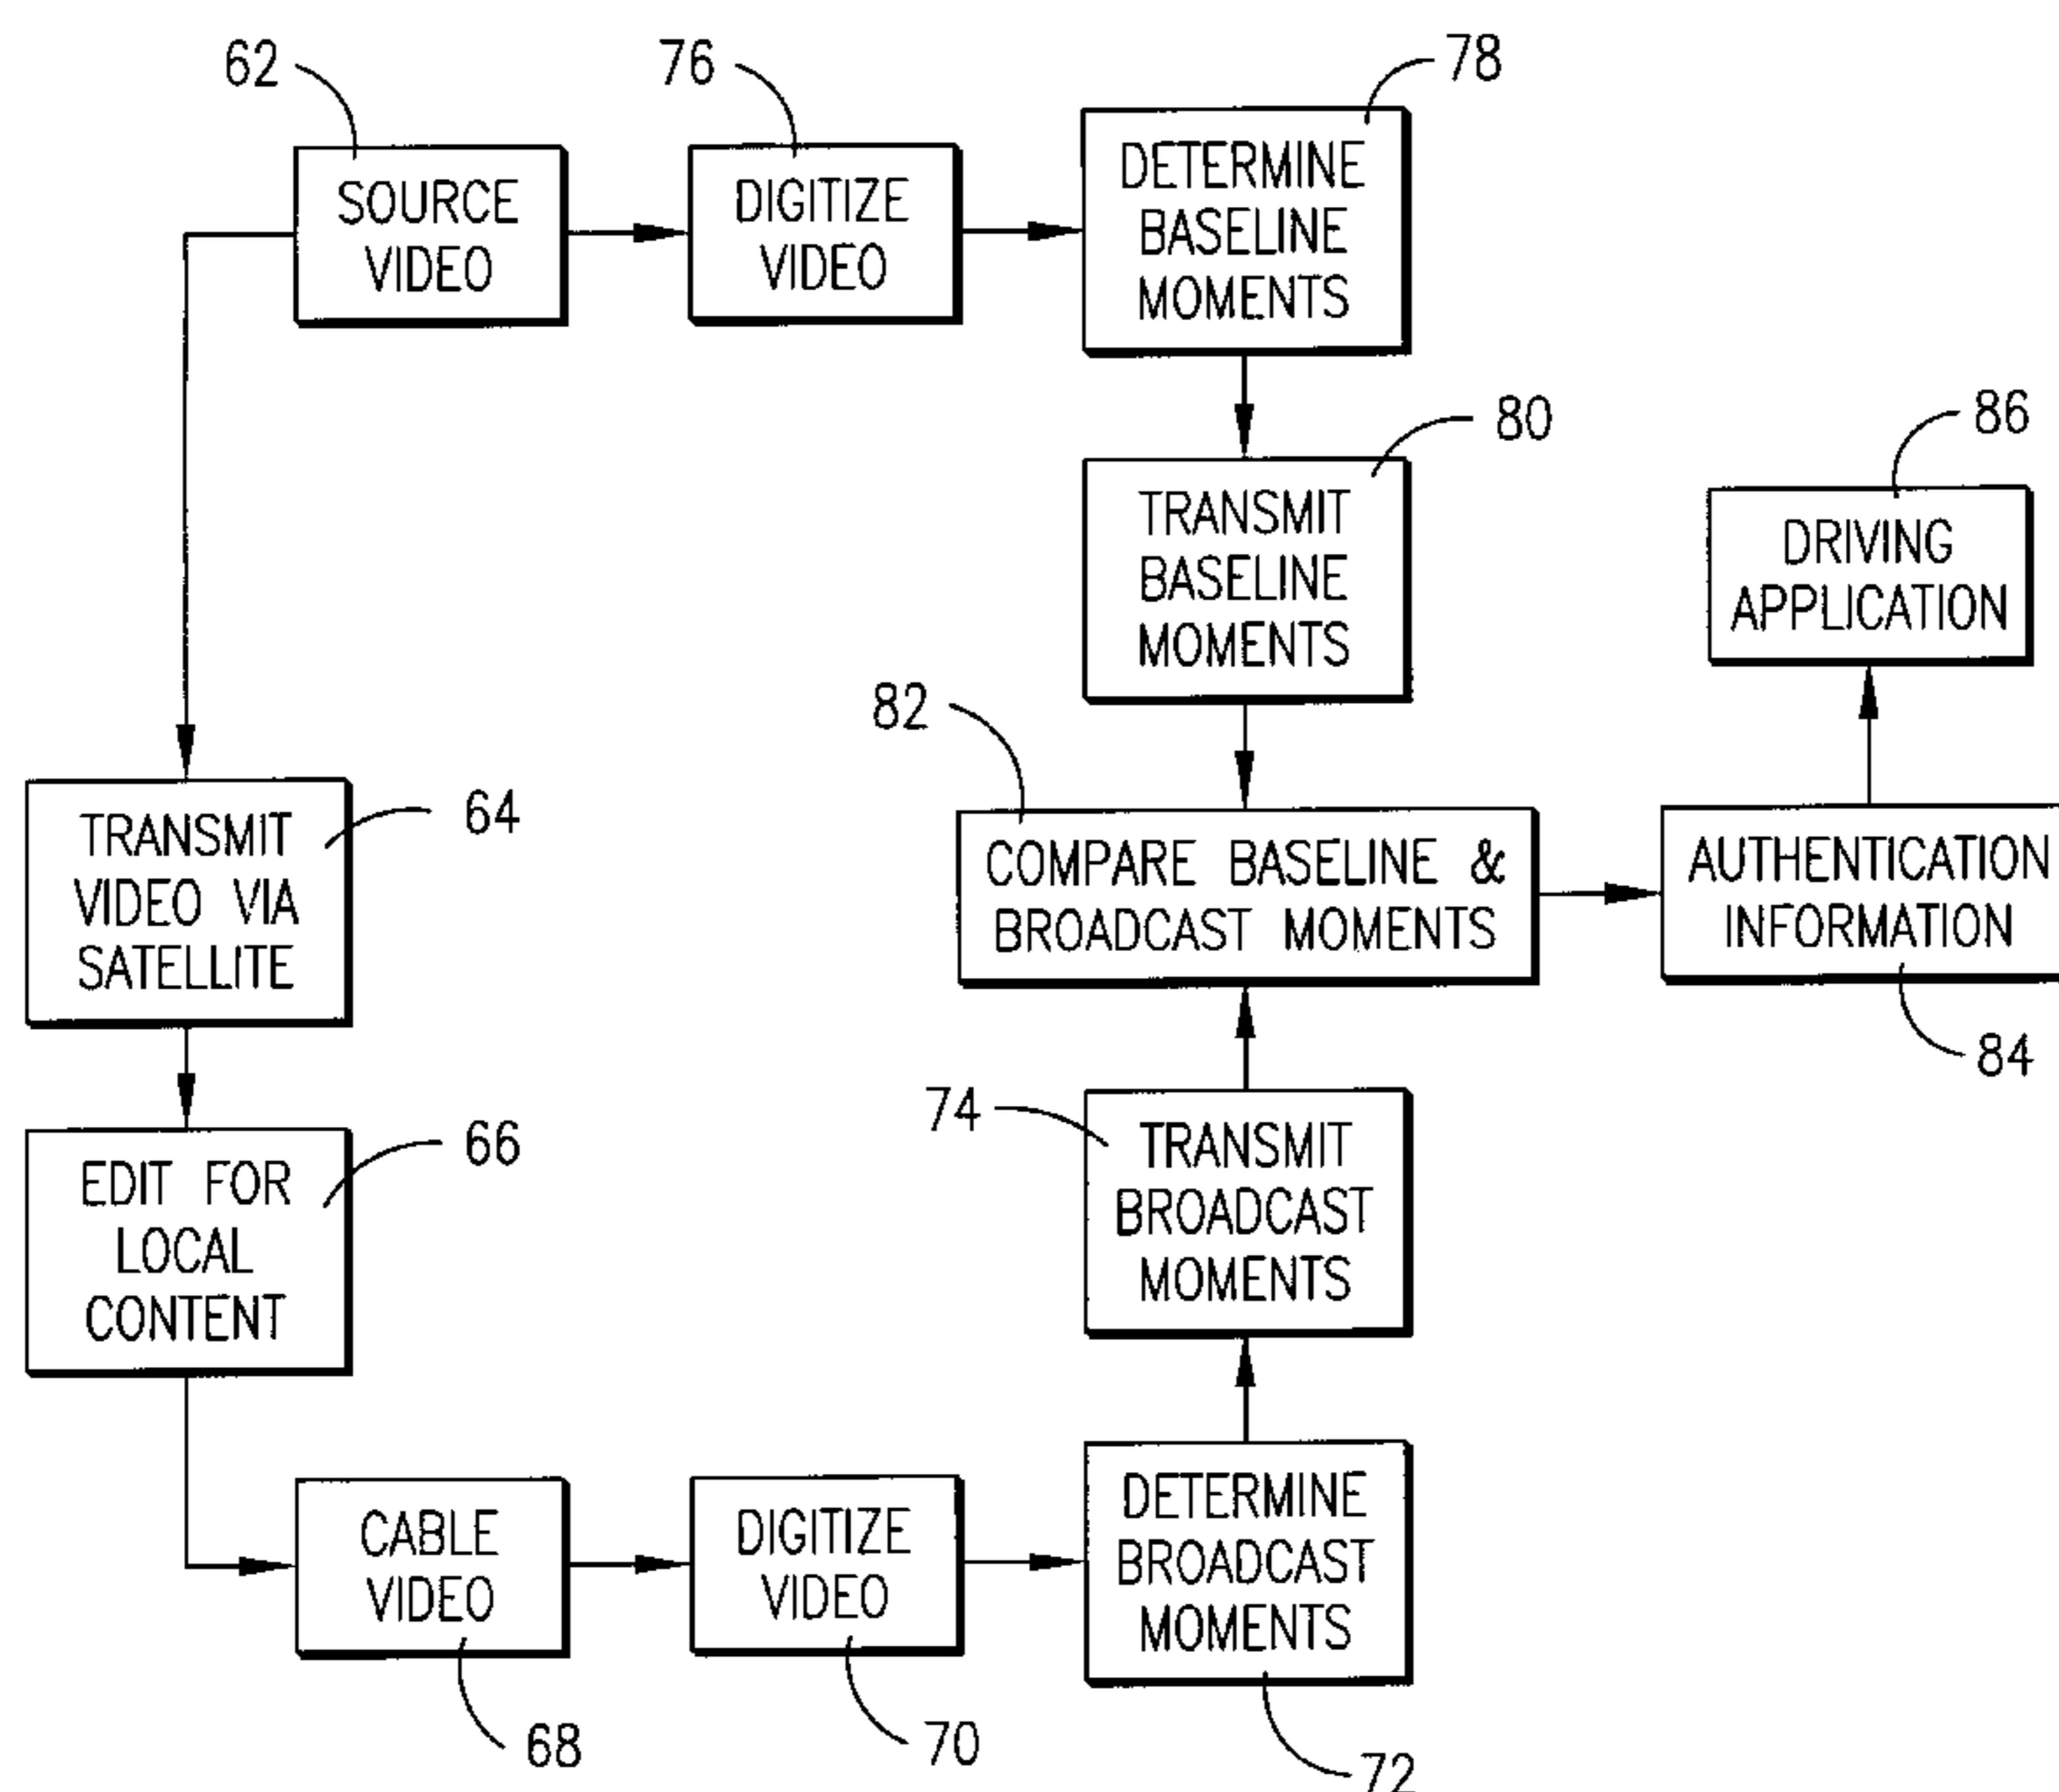 62
76
78
SOURCE
VIDEO
DIGITIZE
VIDEO
DETERMINE
BASELINE
MOMENTS
80
86
TRANSMIT
BASELINE
MOMENTS
DRIVING
APPLICATION
82
64
TRANSMIT
VIDEO VIA
SATELLITE
COMPARE BASELINE &
BROADCAST MOMENTS
AUTHENTICATION
INFORMATION
84
74
66
EDIT FOR
LOCAL
CONTENT
TRANSMIT
BROADCAST
MOMENTS
CABLE
VIDEO
DIGITIZE
VIDEO
DETERMINE
BROADCAST
MOMENTS
68
70
72